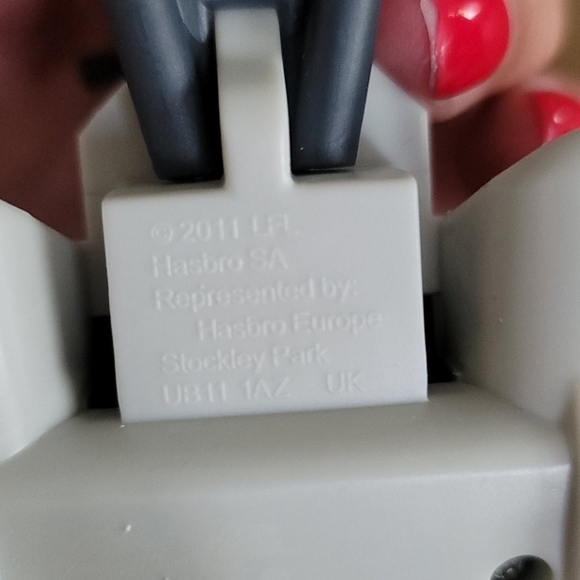 © 2011 LFL
Hasbro SA
Represented by:
Hasbro Europe
Stockley Park
UB11 1AZ UK